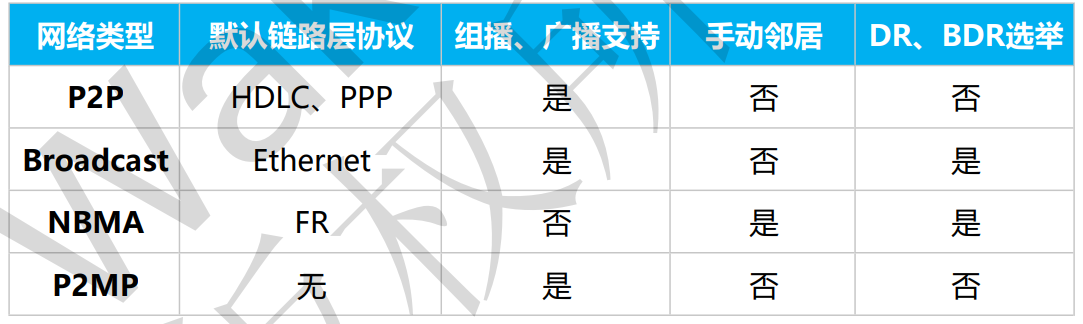 网络类型 默认链路层协议 组播、广播支持 手动邻居 DR、BDR选举
P2P HDLC、PPP 是 否 否
Broadcast Ethernet 是 否 是
NBMA FR 否 是 是
P2MP 无 是 否 否